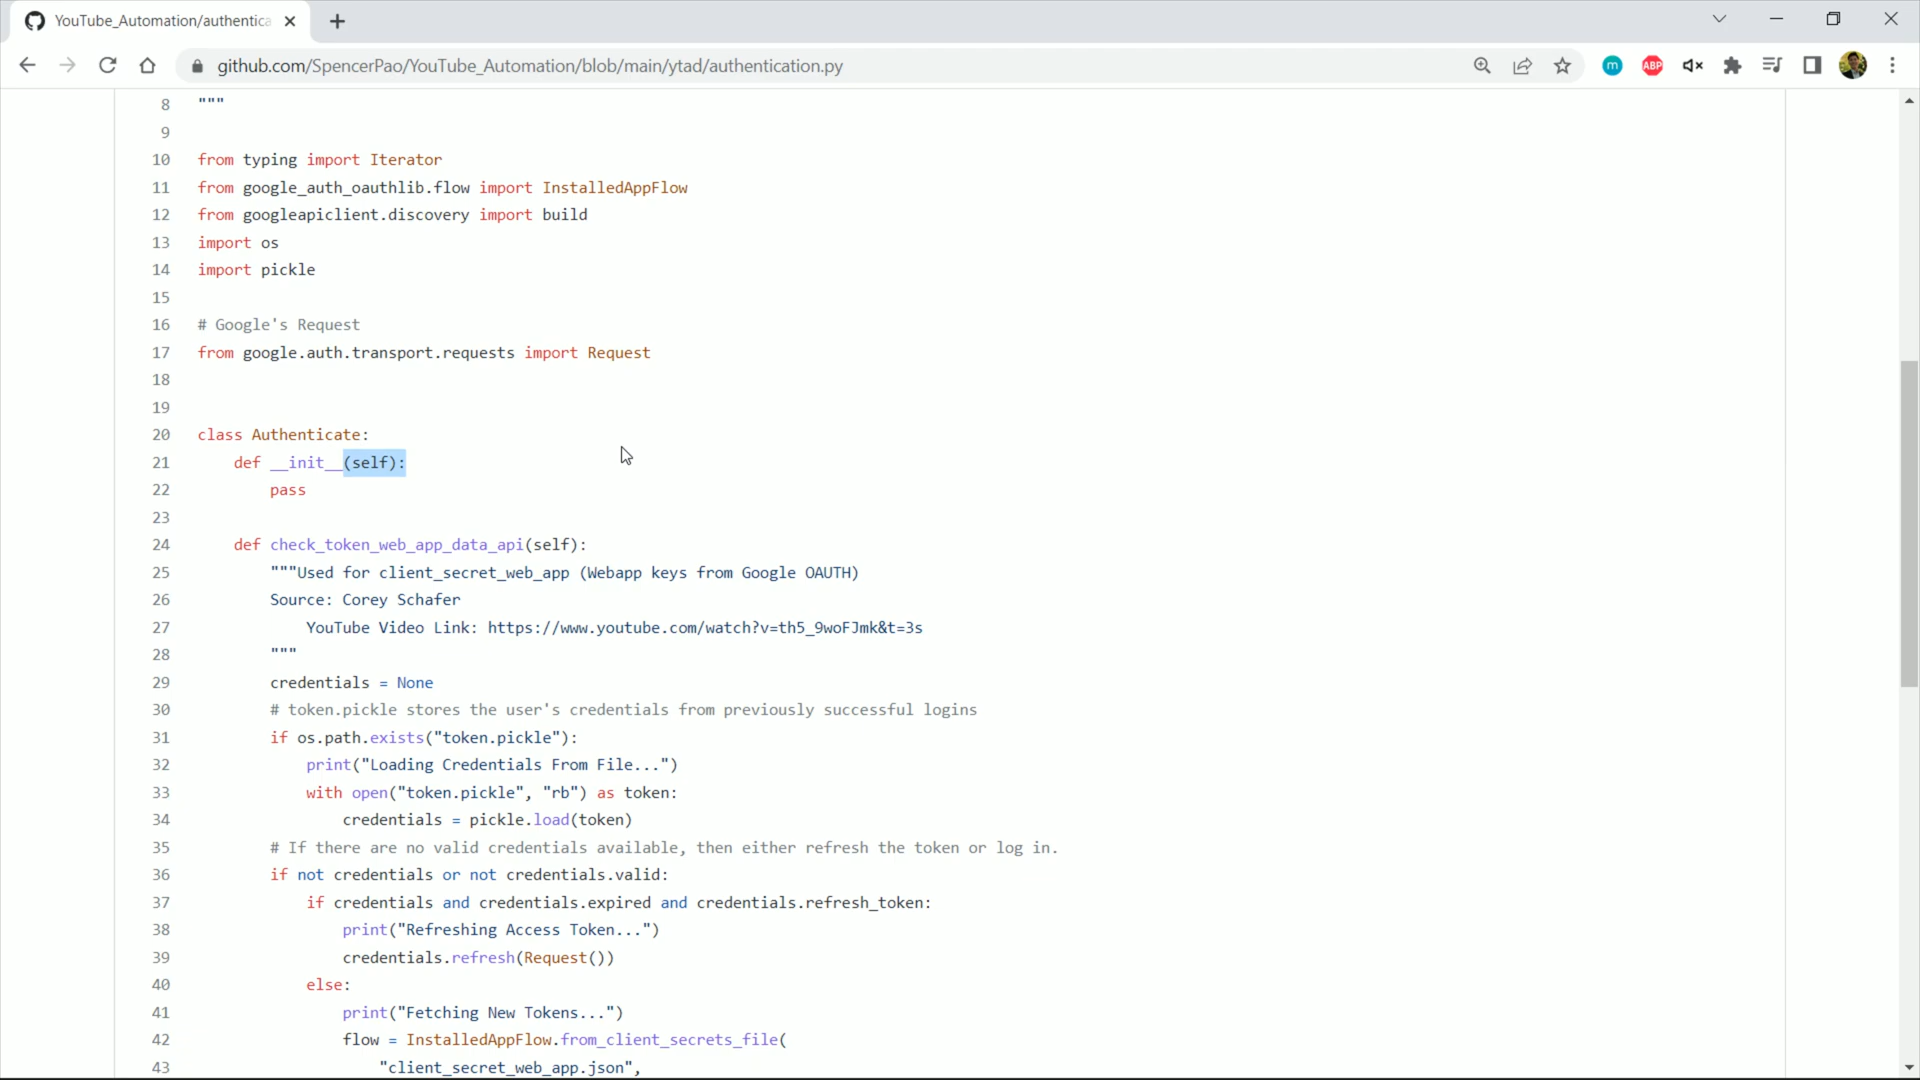 YouTube_Automation/authentica
github.com/SpencerPao/YouTube_Automation/blob/main/ytad/authentication.py
m
ABP
8 """
9
10 from typing import Iterator
11 from google_auth_oauthlib.flow import InstalledAppFlow
12 from googleapiclient.discovery import build
13 import os
14 import pickle
15
16 # Google's Request
17 from google.auth.transport.requests import Request
18
19
20 class Authenticate:
21 def __init__(self):
22 pass
23
24 def check_token_web_app_data_api(self):
25 """Used for client_secret_web_app (Webapp keys from Google OAUTH)
26 Source: Corey Schafer
27 YouTube Video Link: https://www.youtube.com/watch?v=th5_9woFJmk&t=3s
28 """
29 credentials = None
30 # token.pickle stores the user's credentials from previously successful logins
31 if os.path.exists("token.pickle"):
32 print("Loading Credentials From File...")
33 with open("token.pickle", "rb") as token:
34 credentials = pickle.load(token)
35 # If there are no valid credentials available, then either refresh the token or log in.
36 if not credentials or not credentials.valid:
37 if credentials and credentials.expired and credentials.refresh_token:
38 print("Refreshing Access Token...")
39 credentials.refresh(Request())
40 else:
41 print("Fetching New Tokens...")
42 flow = InstalledAppFlow.from_client_secrets_file(
43 "client_secret_web_app.json",